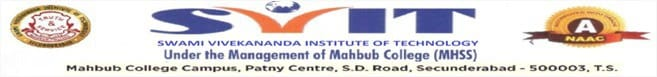 SVIT
SWAMI VIVEKANANDA INSTITUTE OF TECHNOLOGY
Under the Management of Mahbub College (MHSS)
Mahbub College Campus, Patny Centre, S.D. Road, Secunderabad - 500003, T.S.
A
NAAC